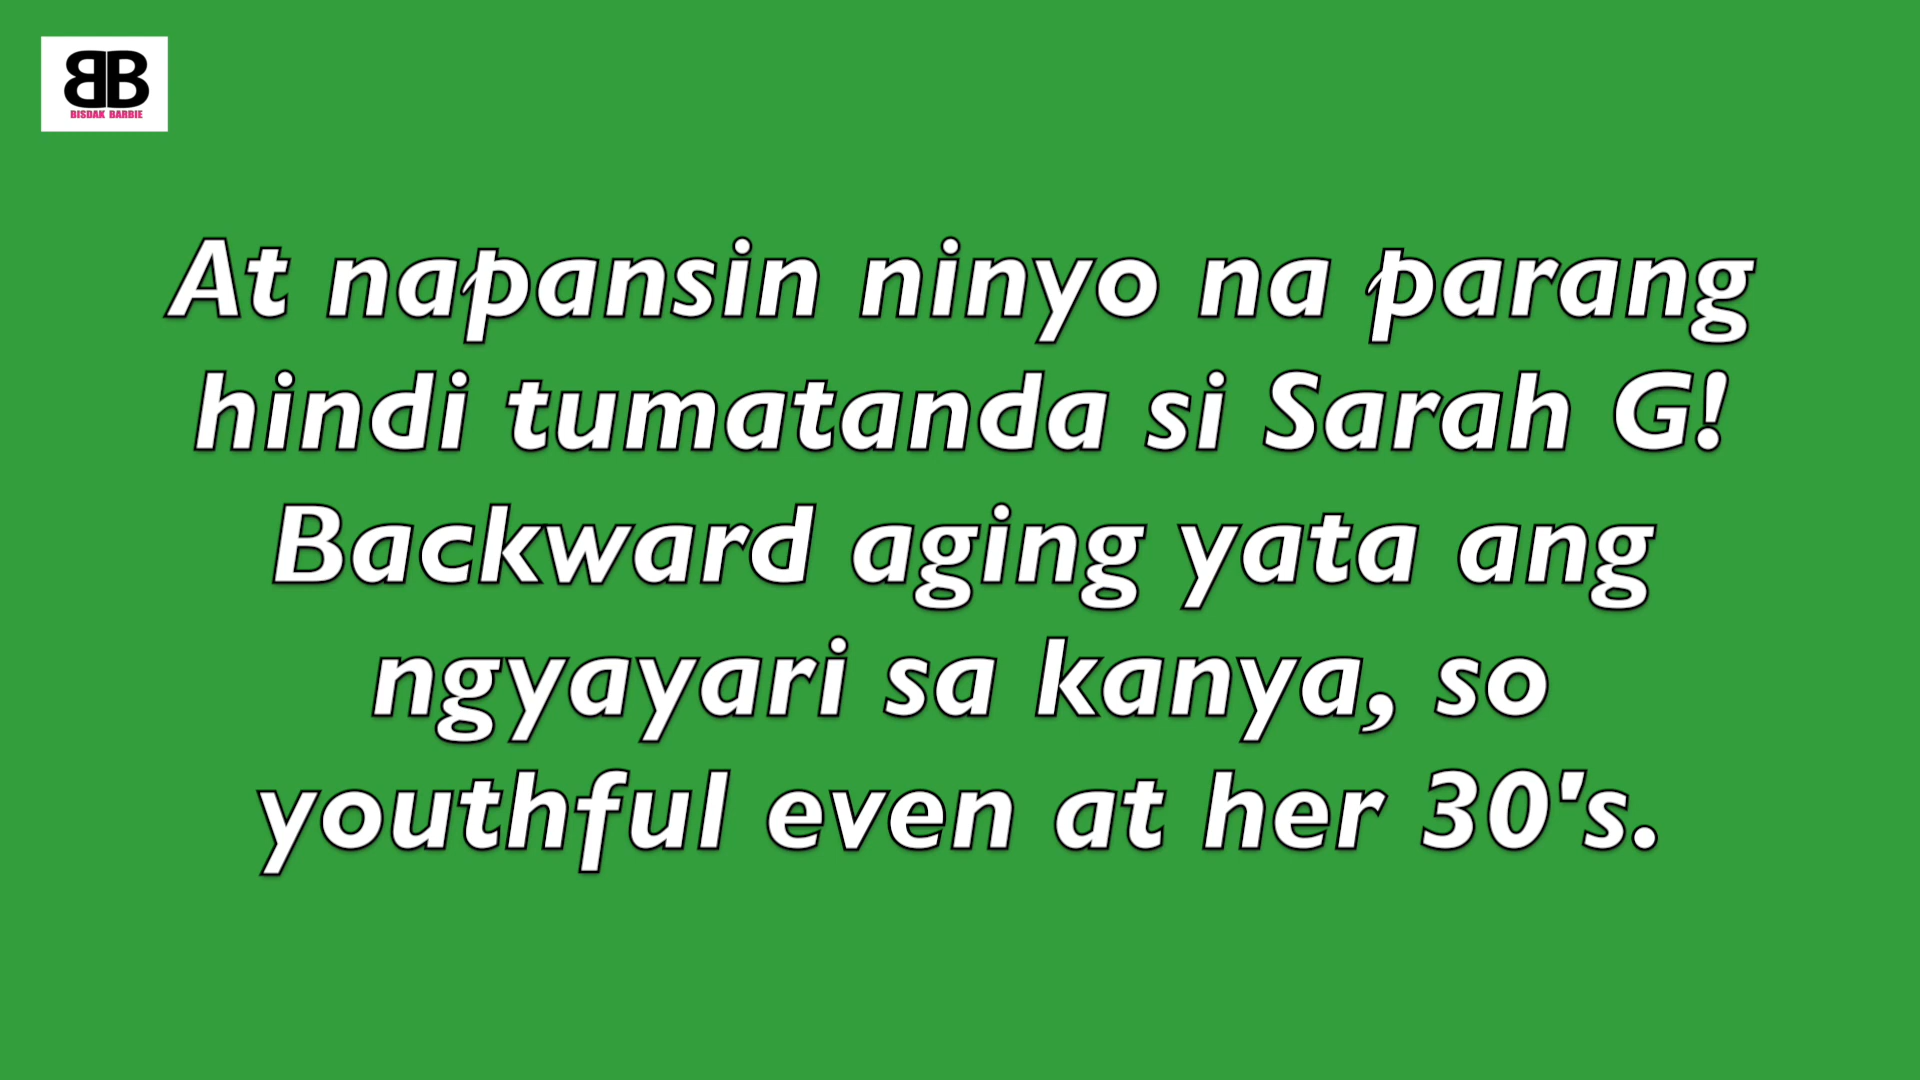 BB
BISDAK BARBIE
At napansin ninyo na parang
hindi tumatanda si Sarah G!
Backward aging yata ang
ngyayari sa kanya, so
youthful even at her 30's.